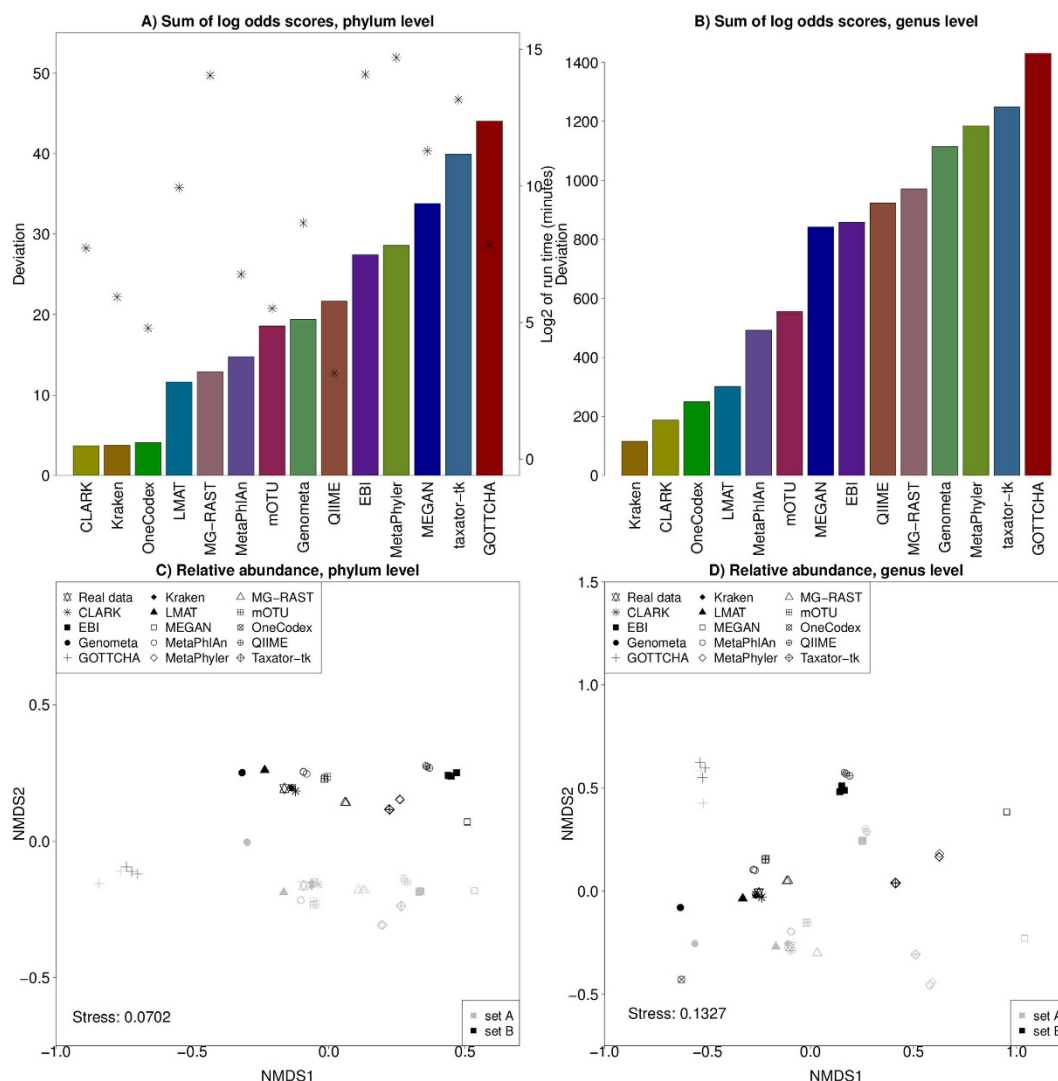 A) Sum of log odds scores, phylum level
Deviation
50
40
30
20
10
0
15
10
5
0
Log2 of run time (minutes)
CLARK
Kraken
OneCodex
LMAT
MG-RAST
MetaPhlAn
mOTU
Genometa
QIIME
EBI
MetaPhyler
MEGAN
taxator-tk
GOTTCHA
B) Sum of log odds scores, genus level
Deviation
1400
1200
1000
800
600
400
200
0
Kraken
CLARK
OneCodex
LMAT
MetaPhlAn
mOTU
MEGAN
EBI
QIIME
MG-RAST
Genometa
MetaPhyler
taxator-tk
GOTTCHA
C) Relative abundance, phylum level
Real data Kraken MG-RAST
CLARK LMAT mOTU
EBI MEGAN OneCodex
Genometa MetaPhlAn QIIME
GOTTCHA MetaPhyler Taxator-tk
NMDS2
0.5
0.0
-0.5
Stress: 0.0702
set A
set B
-1.0 -0.5 0.0 0.5
NMDS1
D) Relative abundance, genus level
Real data Kraken MG-RAST
CLARK LMAT mOTU
EBI MEGAN OneCodex
Genometa MetaPhlAn QIIME
GOTTCHA MetaPhyler Taxator-tk
NMDS2
1.5
1.0
0.5
0.0
-0.5
Stress: 0.1327
set A
set B
-1.0 -0.5 0.0 0.5 1.0
NMDS1